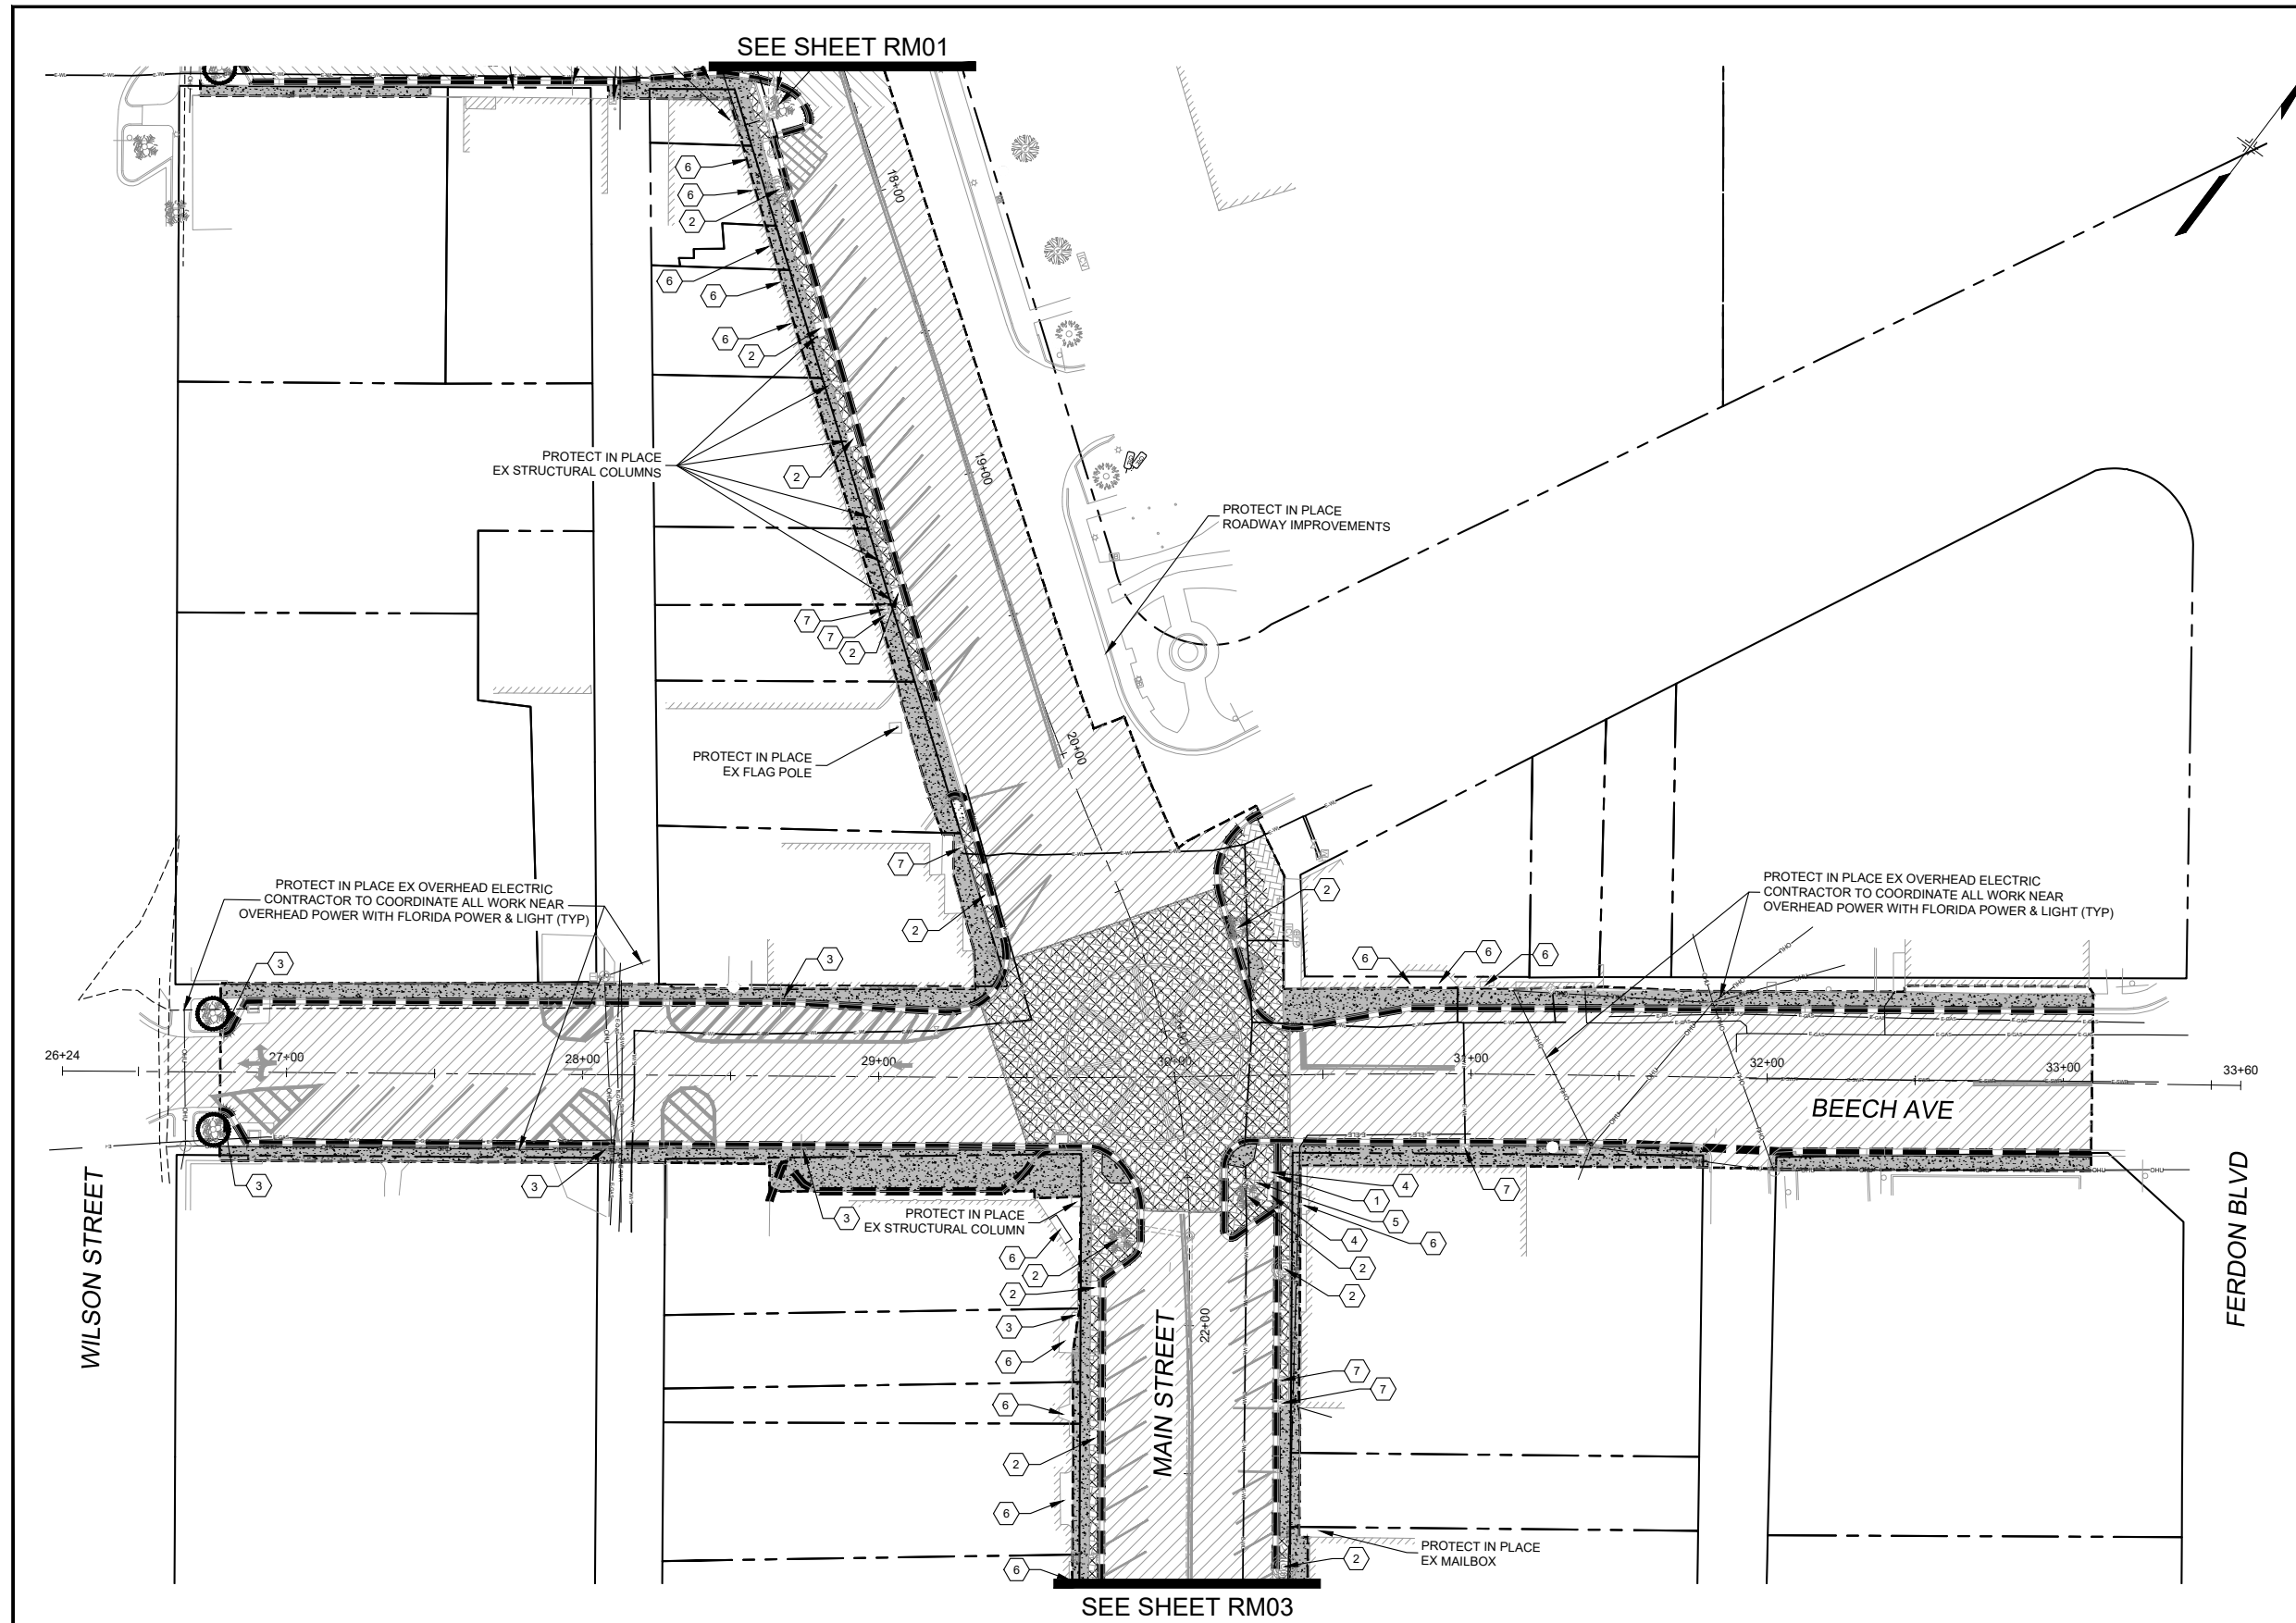 SEE SHEET RM01
6
6
2
18+00
6
6
6
2
PROTECT IN PLACE
EX STRUCTURAL COLUMNS
2
19+00
PROTECT IN PLACE
ROADWAY IMPROVEMENTS
7
7
2
PROTECT IN PLACE
EX FLAG POLE
20+00
7
2
2
PROTECT IN PLACE EX OVERHEAD ELECTRIC
CONTRACTOR TO COORDINATE ALL WORK NEAR
OVERHEAD POWER WITH FLORIDA POWER & LIGHT (TYP)
PROTECT IN PLACE EX OVERHEAD ELECTRIC
CONTRACTOR TO COORDINATE ALL WORK NEAR
OVERHEAD POWER WITH FLORIDA POWER & LIGHT (TYP)
3
3
6
6
6
26+24
27+00
28+00
29+00
30+00
31+00
32+00
33+00
33+60
BEECH AVE
WILSON STREET
FERDON BLVD
3
3
3
PROTECT IN PLACE
EX STRUCTURAL COLUMN
4
1
5
4
6
7
6
2
2
2
2
3
6
22+00
MAIN STREET
7
7
6
2
6
PROTECT IN PLACE
EX MAILBOX
2
6
SEE SHEET RM03